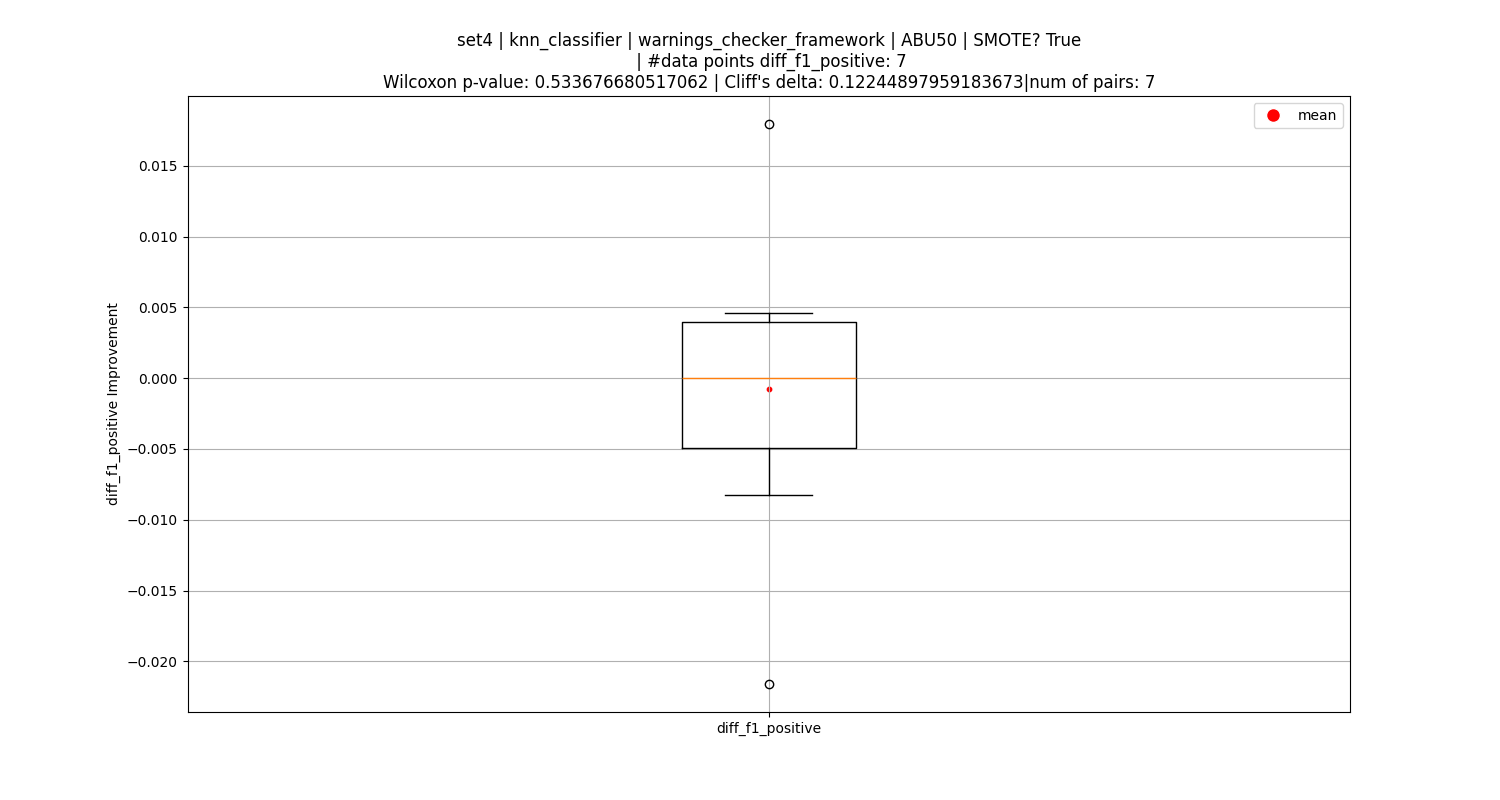 set4 | knn_classifier | warnings_checker_framework | ABU50 | SMOTE? True
| #data points diff_f1_positive: 7
Wilcoxon p-value: 0.533676680517062 | Cliff's delta: 0.12244897959183673|num of pairs: 7
mean
0.015
0.010
0.005
0.000
−0.005
−0.010
−0.015
−0.020
diff_f1_positive Improvement
diff_f1_positive